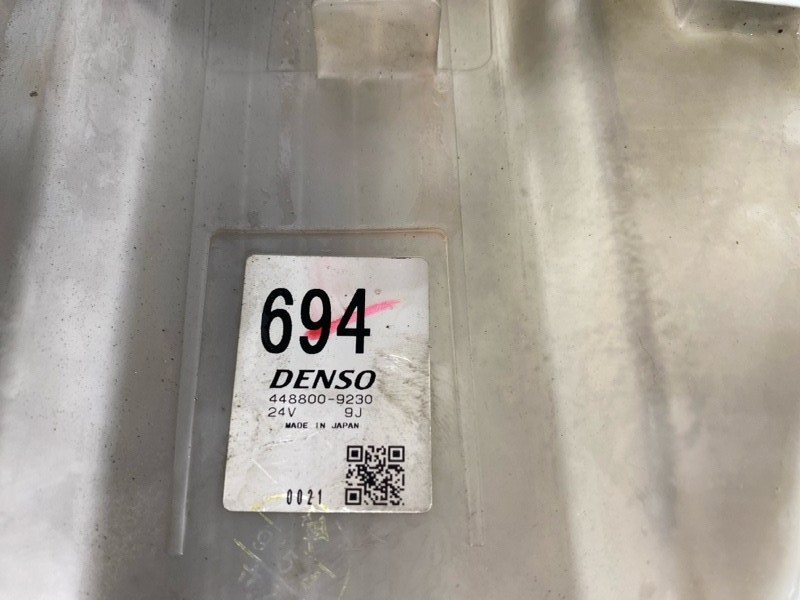 694
DENSO
448800-9230
24V 9J
MADE IN JAPAN
0021